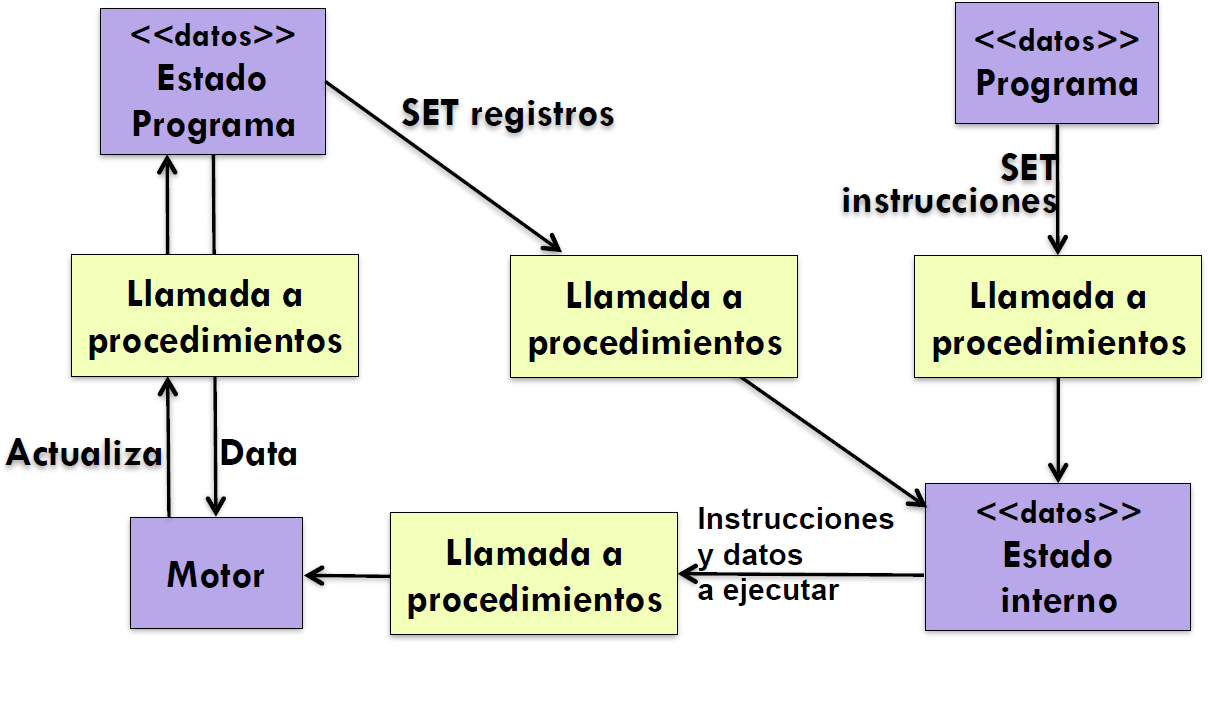 <<datos>>
Estado
Programa
<<datos>>
Programa
SET registros
SET
instrucciones
Llamada a
procedimientos
Llamada a
procedimientos
Llamada a
procedimientos
Actualiza
Data
Motor
Llamada a
procedimientos
Instrucciones
y datos
a ejecutar
<<datos>>
Estado
interno